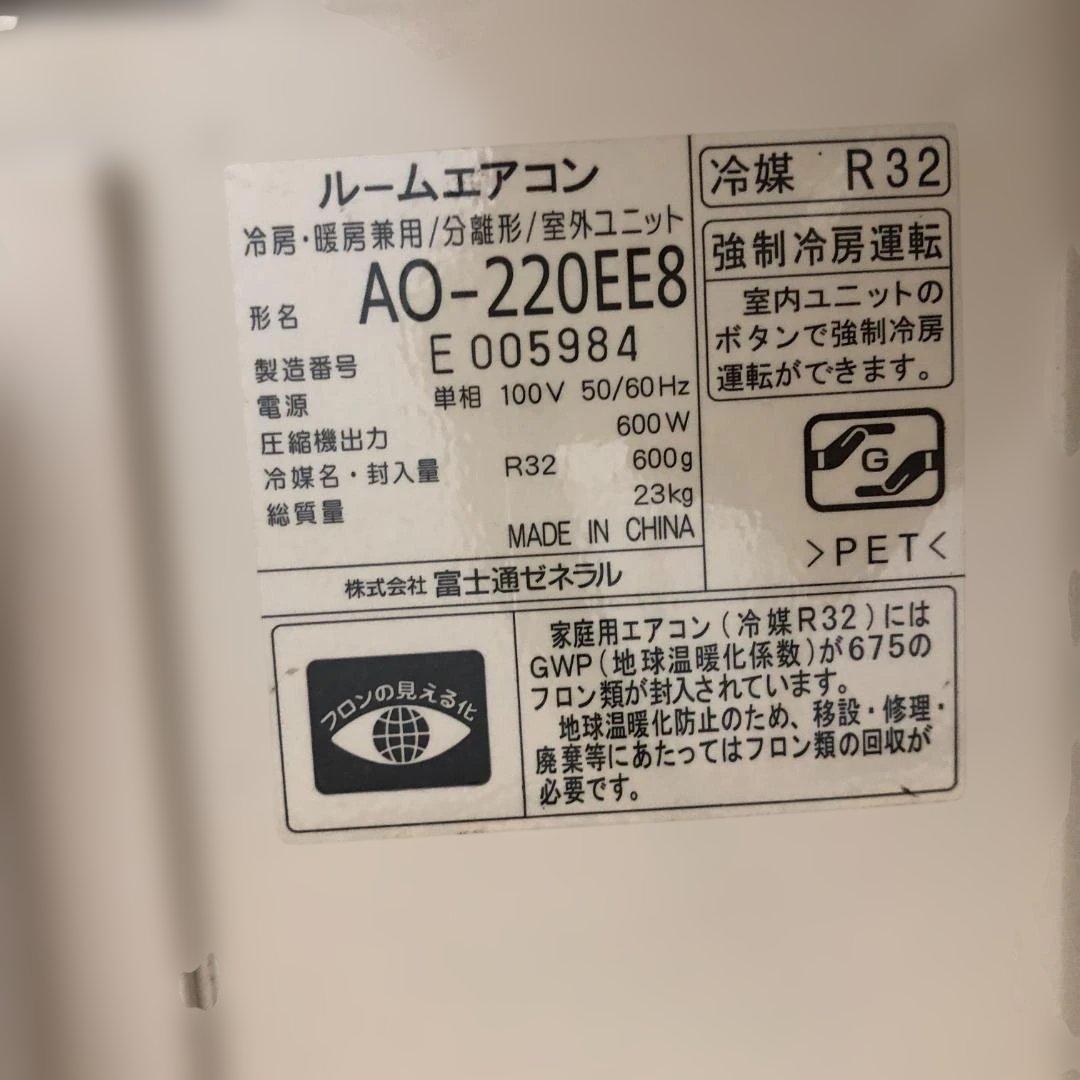 ルームエアコン
冷房・暖房兼用/分離形/室外ユニット
形名 AO-220EE8
製造番号 E 005984
電源 単相 100V 50/60Hz
圧縮機出力 600W
冷媒名・封入量 R32 600g
総質量 23kg
MADE IN CHINA
株式会社 富士通ゼネラル
冷媒 R32
強制冷房運転
室内ユニットの
ボタンで強制冷房
運転ができます。
G
>PET<
フロンの見える化
家庭用エアコン(冷媒R32)には
GWP(地球温暖化係数)が675の
フロン類が封入されています。
地球温暖化防止のため、移設・修理・
廃棄等にあたってはフロン類の回収が
必要です。